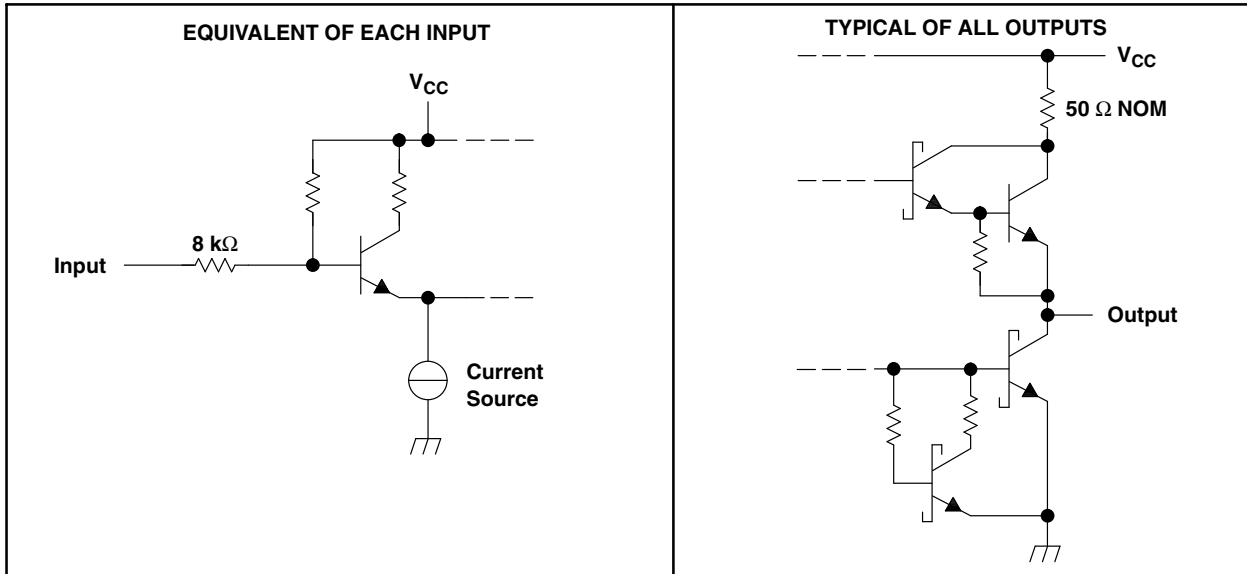 EQUIVALENT OF EACH INPUT
VCC
8 kΩ
Input
Current
Source
TYPICAL OF ALL OUTPUTS
VCC
50 Ω NOM
Output